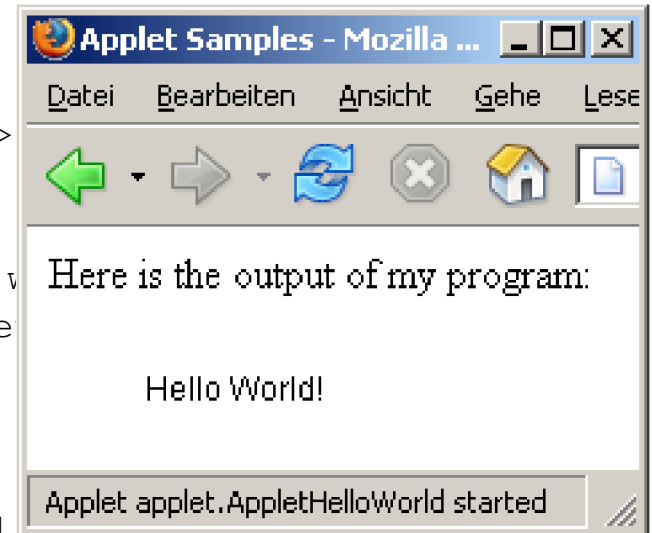 Applet Samples - Mozilla ...
Datei Bearbeiten Ansicht Gehe Lese
>
Here is the output of my program:
Hello World!
Applet applet.AppletHelloWorld started